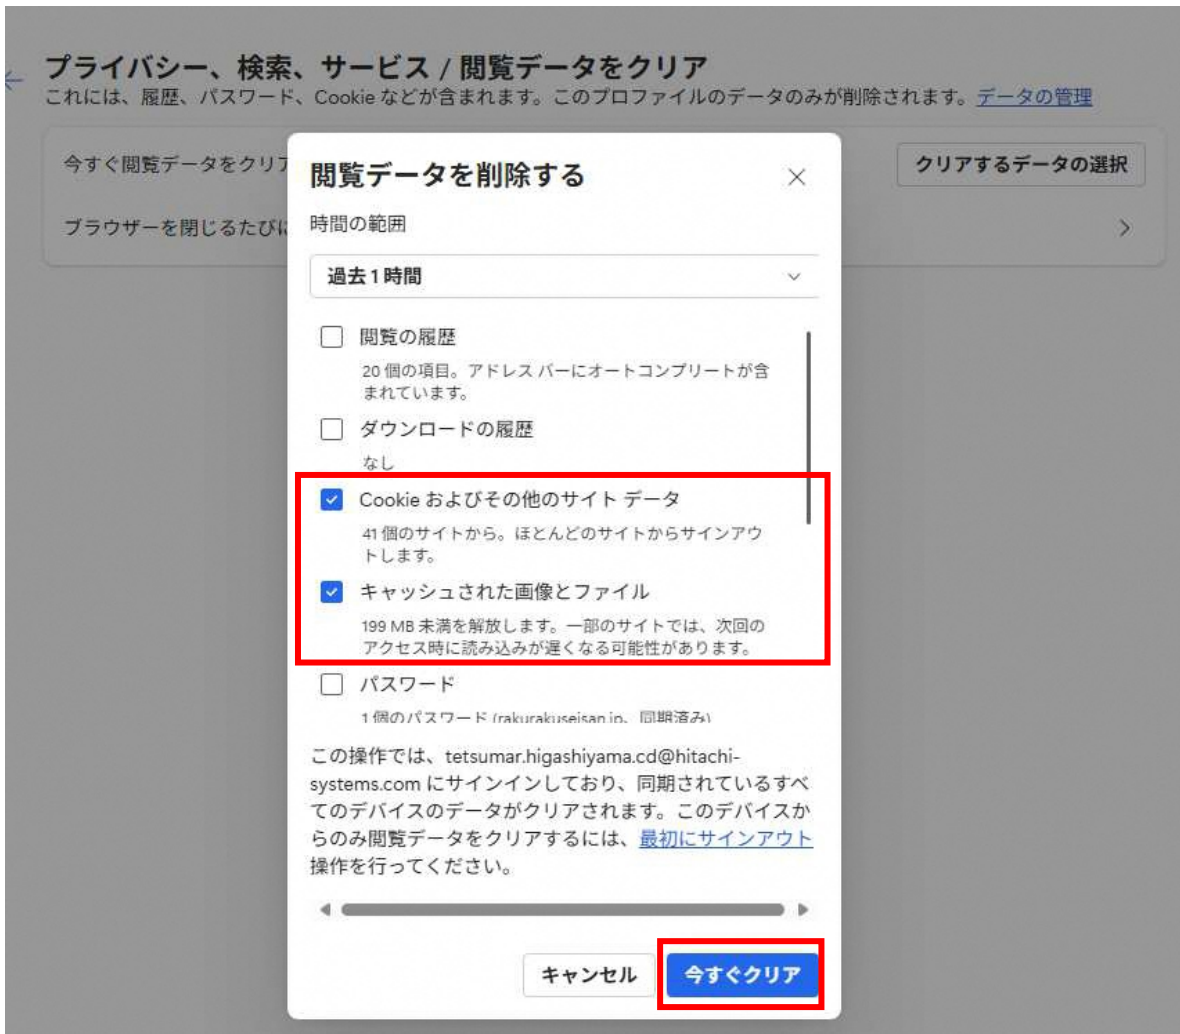 プライバシー、検索、サービス / 閲覧データをクリア
これには、履歴、パスワード、Cookie などが含まれます。このプロファイルのデータのみが削除されます。データの管理
今すぐ閲覧データをクリア
クリアするデータの選択
ブラウザーを閉じるたびに
閲覧データを削除する
時間の範囲
過去 1 時間
閲覧の履歴
20 個の項目。アドレス バーにオートコンプリートが含
まれています。
ダウンロードの履歴
なし
Cookie およびその他のサイト データ
41 個のサイトから。ほとんどのサイトからサインアウ
トします。
キャッシュされた画像とファイル
199 MB 未満を解放します。一部のサイトでは、次回の
アクセス時に読み込みが遅くなる可能性があります。
パスワード
1 個のパスワード (rakurakuseisan.jp、同期済み)
この操作では、tetsumar.higashiyama.cd@hitachi-
systems.com にサインインしており、同期されているすべ
てのデバイスのデータがクリアされます。このデバイスか
らのみ閲覧データをクリアするには、最初にサインアウト
操作を行ってください。
キャンセル
今すぐクリア